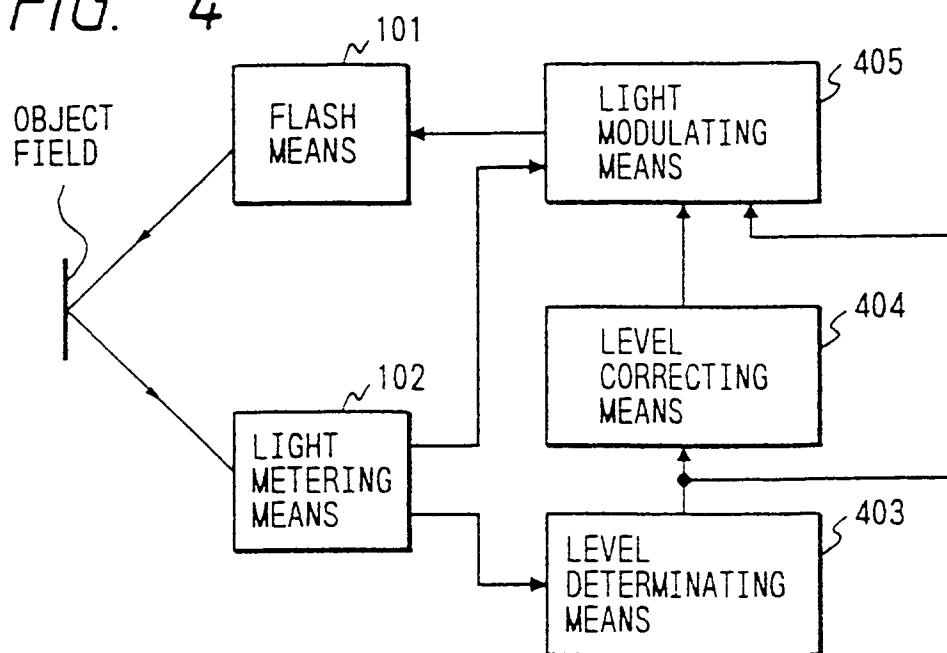 FIG. 4
101
405
OBJECT
FIELD
FLASH
MEANS
LIGHT
MODULATING
MEANS
404
LEVEL
CORRECTING
MEANS
102
LIGHT
METERING
MEANS
403
LEVEL
DETERMINATING
MEANS